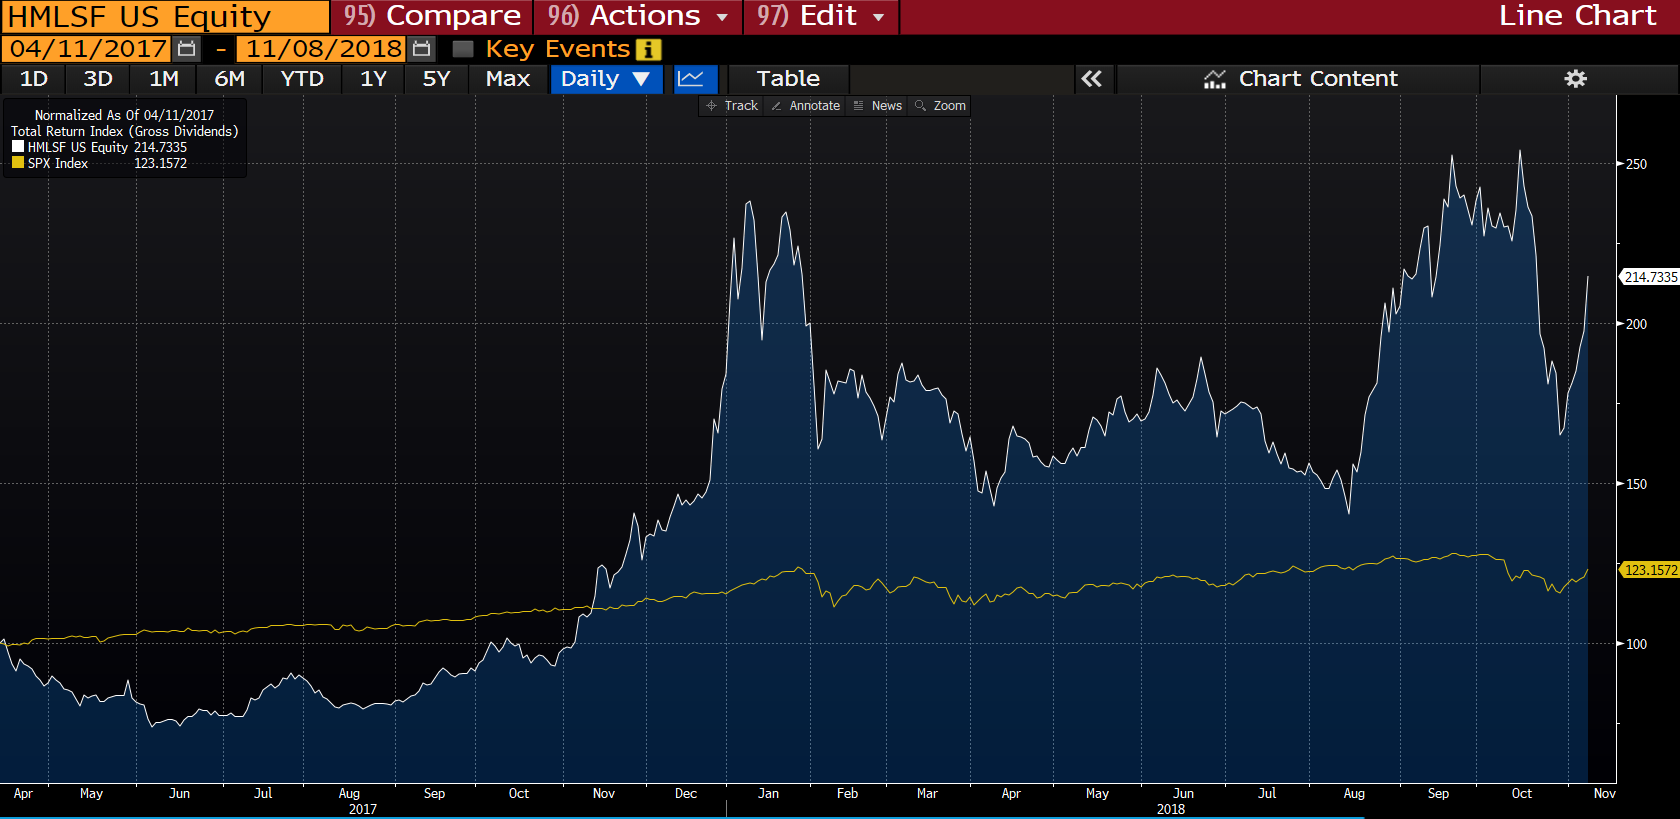 HMLSF US Equity 95) Compare 96) Actions 97) Edit Line Chart
04/11/2017 - 11/08/2018 Key Events i
1D 3D 1M 6M YTD 1Y 5Y Max Daily Table Chart Content
Track Annotate News Zoom
Normalized As Of 04/11/2017
Total Return Index (Gross Dividends)
HMLSF US Equity 214.7335
SPX Index 123.1572
250
214.7335
200
150
123.1572
100
Apr May Jun Jul Aug Sep Oct Nov Dec Jan Feb Mar Apr May Jun Jul Aug Sep Oct Nov
2017 2018